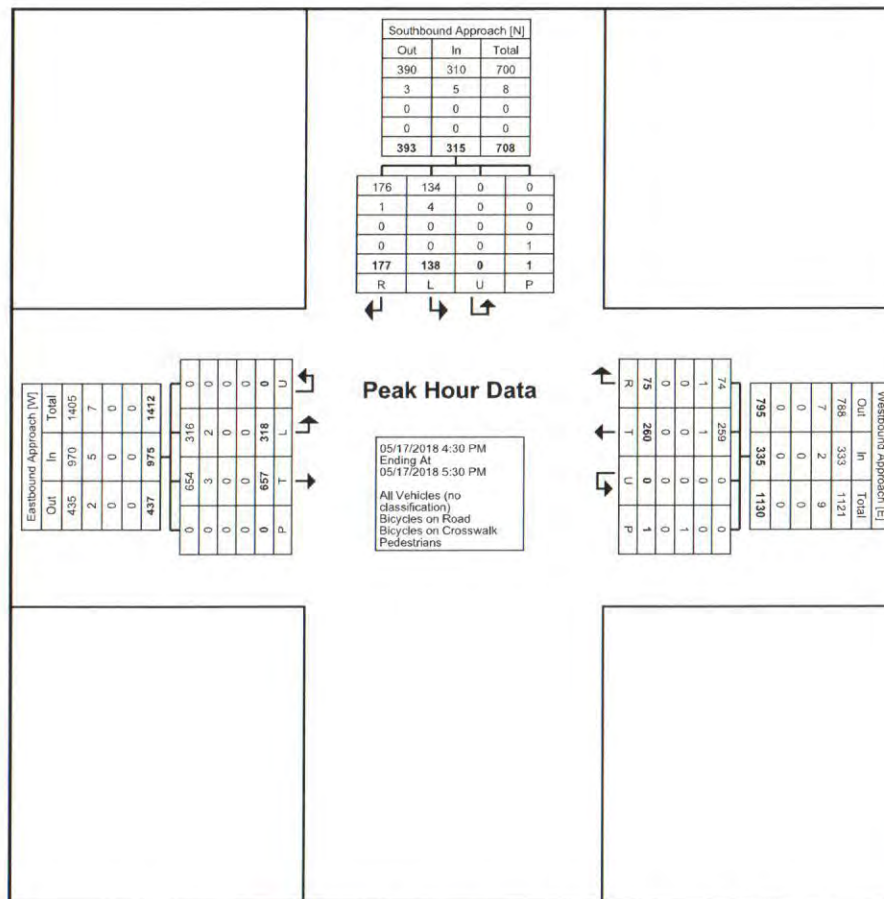 Southbound Approach [N]
Out In Total
390 310 700
3 5 8
0 0 0
0 0 0
393 315 708
176 134 0 0
1 4 0 0
0 0 0 0
0 0 0 1
177 138 0 1
R L U P
Eastbound Approach [W]
Out In Total
435 970 1405
2 5 7
0 0 0
0 0 0
437 975 1412
0 654 316 0
0 3 2 0
0 0 0 0
0 0 0 0
0 657 318 0
P T L U
Peak Hour Data
05/17/2018 4:30 PM
Ending At
05/17/2018 5:30 PM
All Vehicles (no
classification)
Bicycles on Road
Bicycles on Crosswalk
Pedestrians
Westbound Approach [E]
Out In Total
788 333 1121
7 2 9
0 0 0
0 0 0
795 335 1130
74 259 0 0
1 1 0 0
0 0 0 1
0 0 0 0
75 260 0 1
R T U P